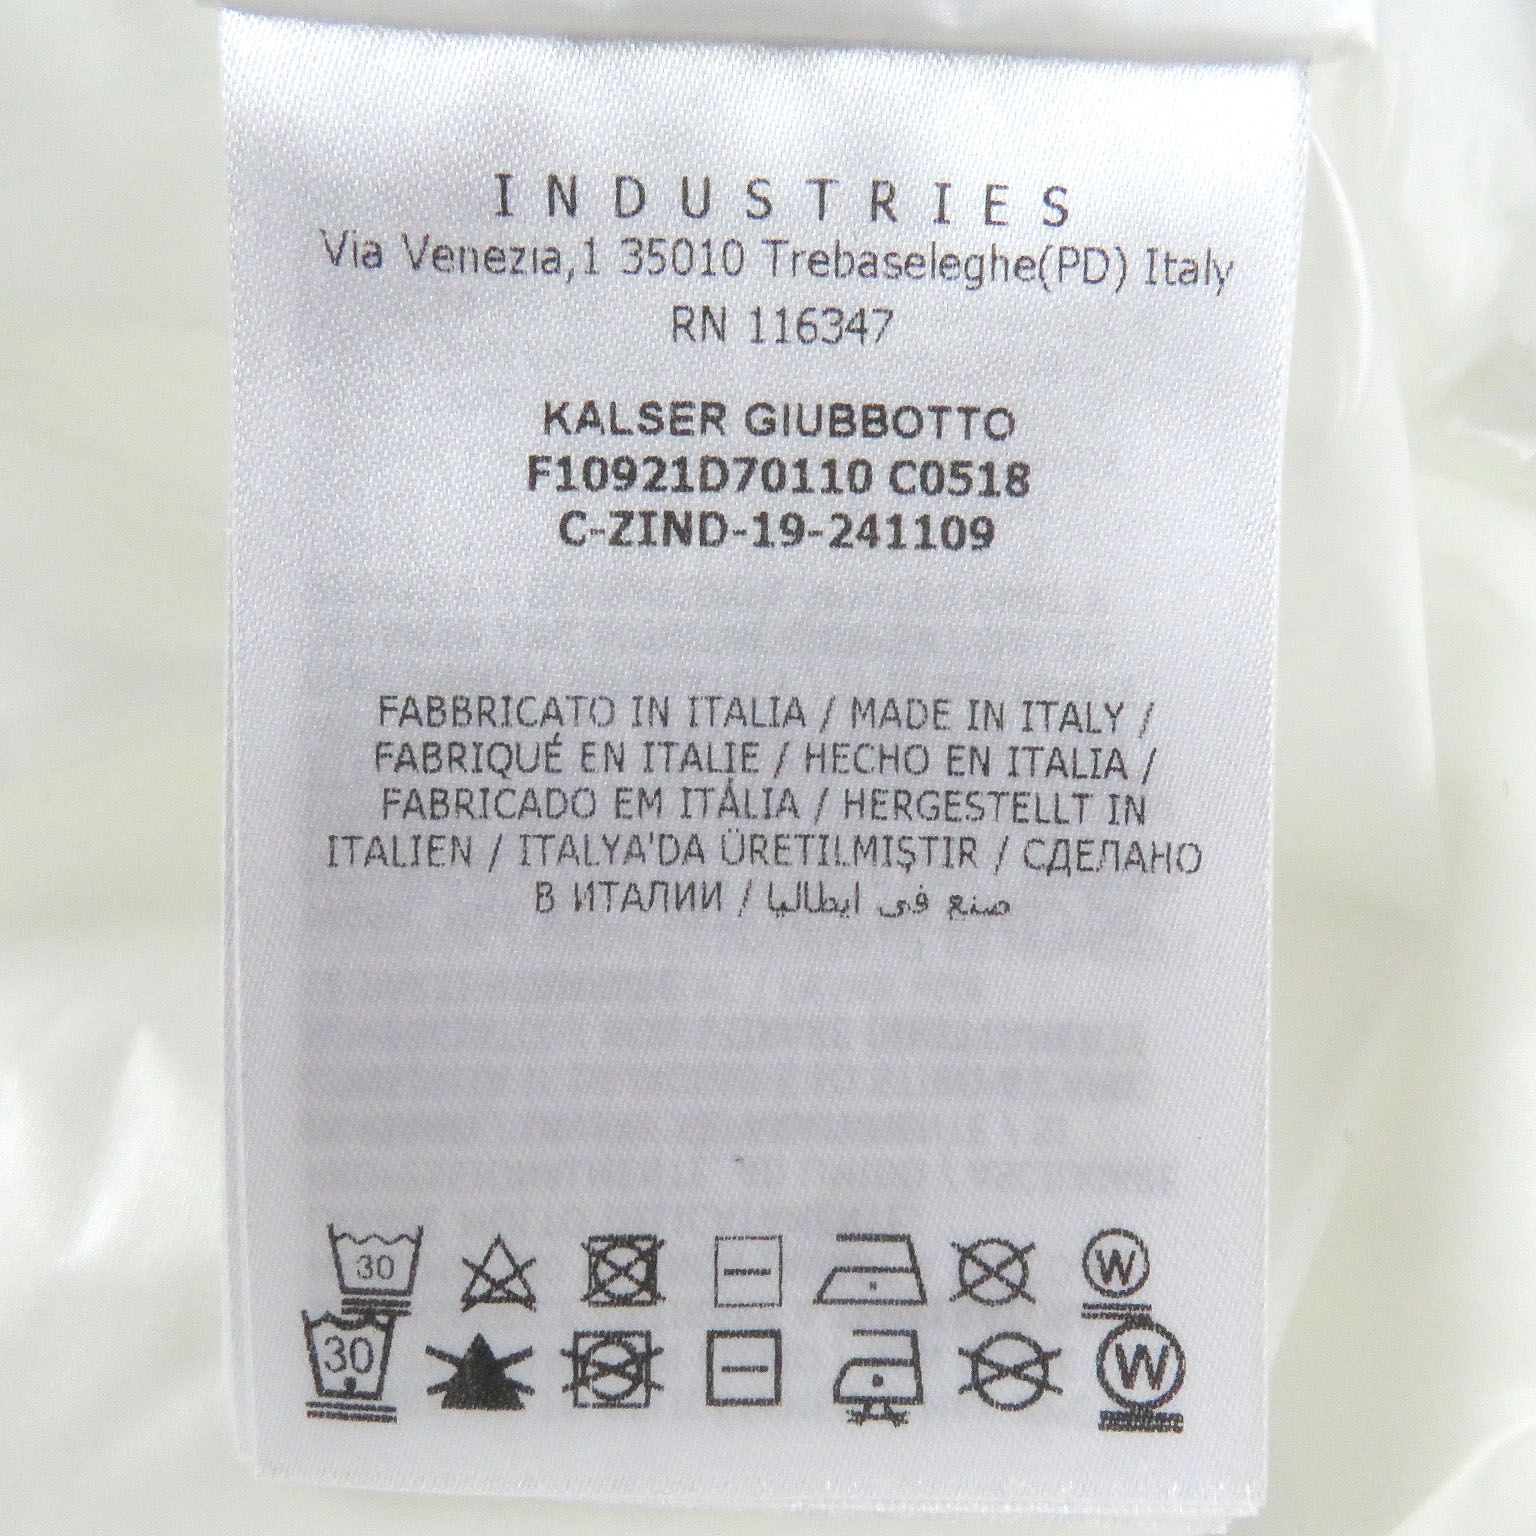 INDUSTRIES
Via Venezia,1 35010 Trebaseleghe(PD) Italy
RN 116347
KALSER GIUBBOTTO
F10921D70110 C0518
C-ZIND-19-241109
FABBRICATO IN ITALIA / MADE IN ITALY /
FABRIQUÉ EN ITALIE / HECHO EN ITALIA /
FABRICADO EM ITÁLIA / HERGESTELLT IN
ITALIEN / ITALYA'DA ÜRETILMIŞTIR / СДЕЛАНО
В ИТАЛИИ / صنع في ايطاليا
30 W
30 W